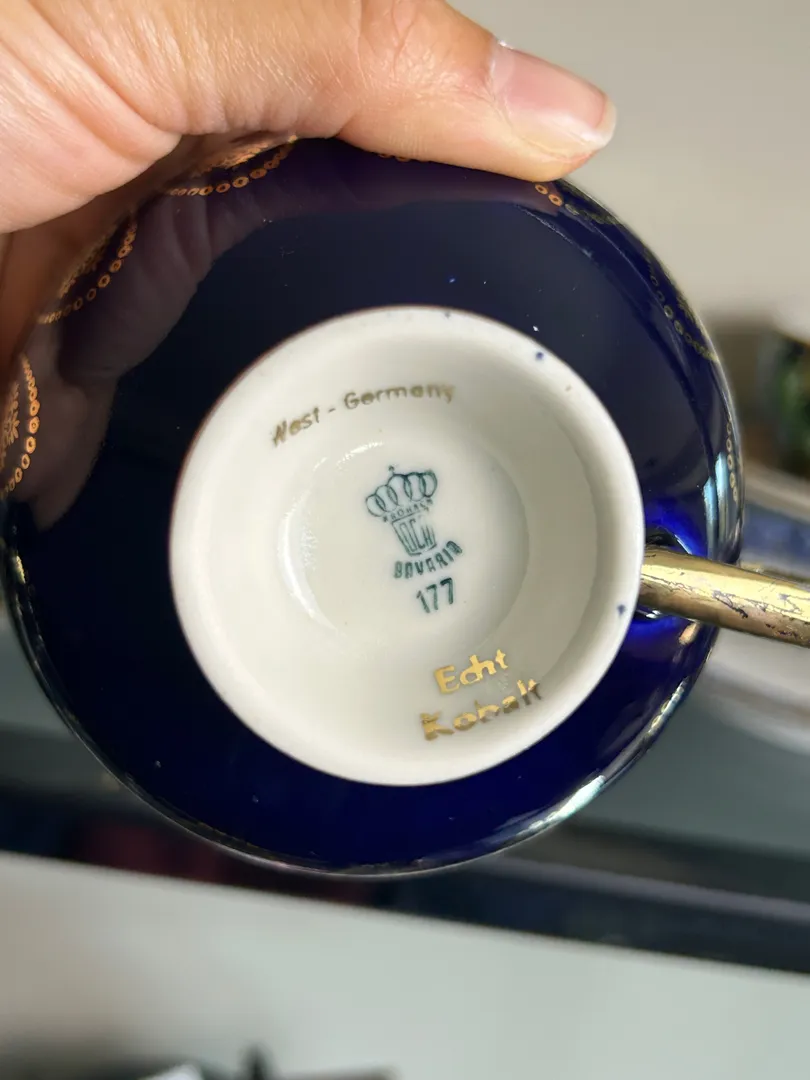 West - Germany
BAVARIA
177
Echt
Kobalt